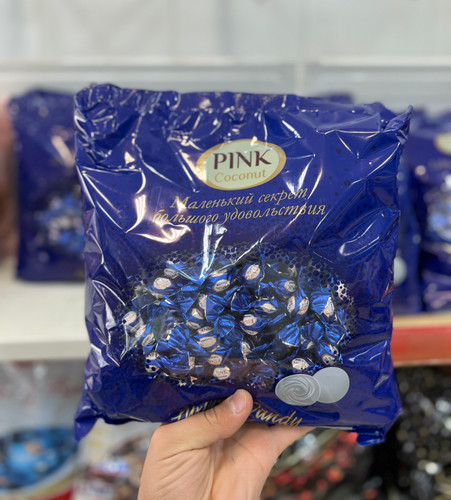 PINK
Coconut
Маленький секрет
большого удовольствия